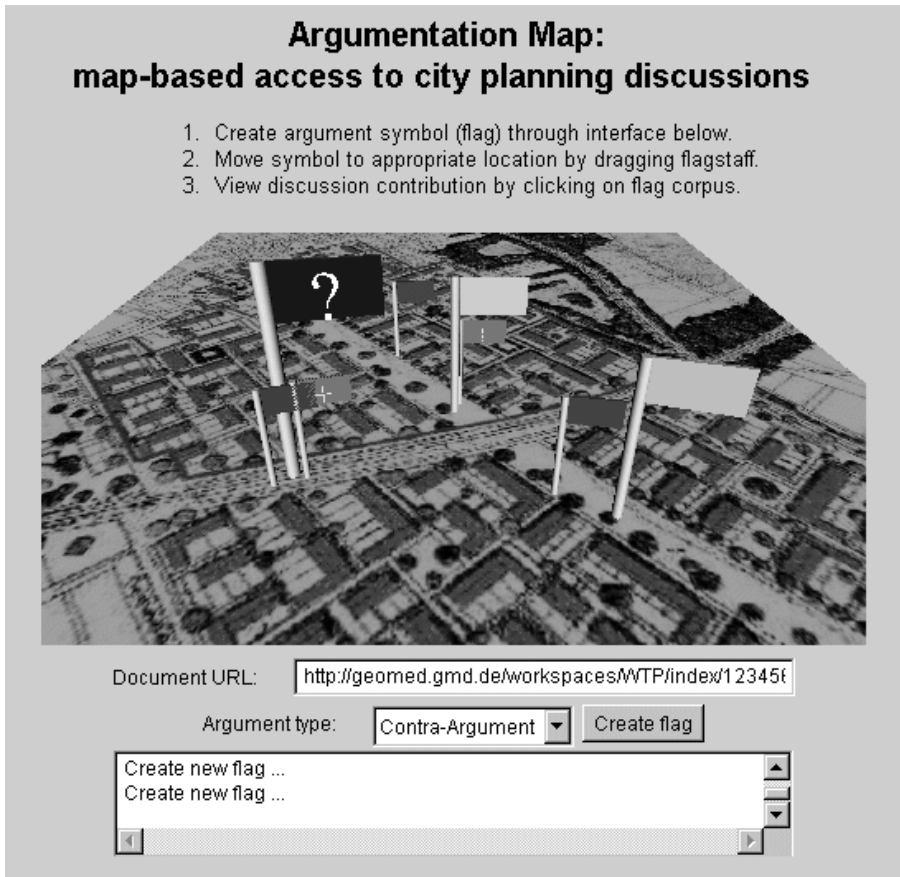 Argumentation Map:
map-based access to city planning discussions
1. Create argument symbol (flag) through interface below.
2. Move symbol to appropriate location by dragging flagstaff.
3. View discussion contribution by clicking on flag corpus.
?
Document URL: http://geomed.gmd.de/workspaces/WTP/index/123456
Argument type: Contra-Argument Create flag
Create new flag ...
Create new flag ...